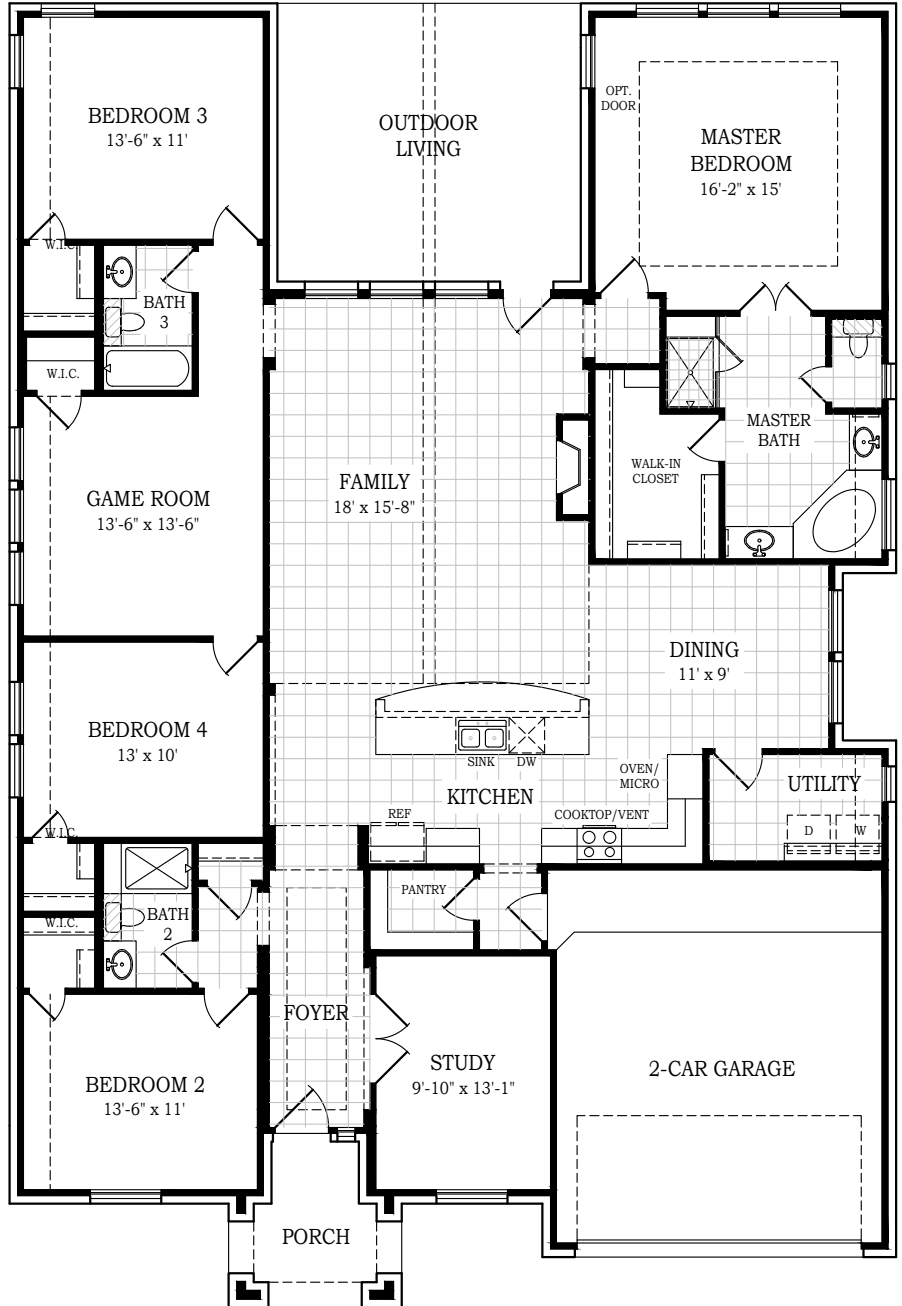 BEDROOM 3
13'-6" x 11'
OUTDOOR
LIVING
OPT.
DOOR
MASTER
BEDROOM
16'-2" x 15'
W.I.C.
BATH
3
W.I.C.
MASTER
BATH
WALK-IN
CLOSET
FAMILY
18' x 15'-8"
GAME ROOM
13'-6" x 13'-6"
DINING
11' x 9'
BEDROOM 4
13' x 10'
SINK
DW
OVEN/
MICRO
KITCHEN
UTILITY
REF
COOKTOP/VENT
D
W
W.I.C.
PANTRY
BATH
2
W.I.C.
FOYER
STUDY
9'-10" x 13'-1"
2-CAR GARAGE
BEDROOM 2
13'-6" x 11'
PORCH